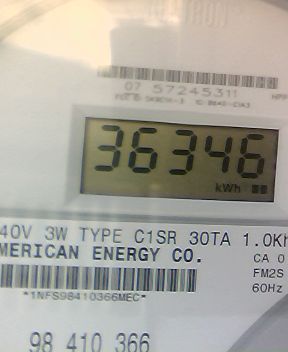 07 57245311
36346
kWh
40V 3W TYPE C1SR 30TA 1.0Kh
MERICAN ENERGY CO.
CA 0
FM2S
60Hz
*1NFS98410366MEC*
98 410 366